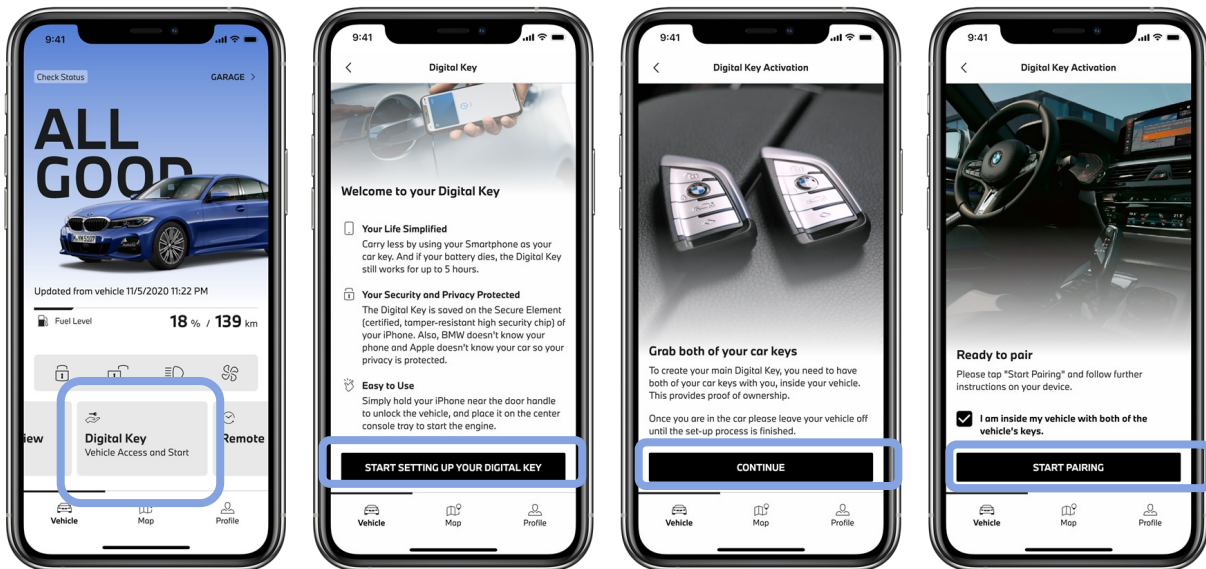 9:41
Check Status
GARAGE >
ALL
GOOD
Updated from vehicle 11/5/2020 11:22 PM
Fuel Level
18 % / 139 km
iew
Digital Key
Vehicle Access and Start
Remote
Vehicle
Map
Profile
9:41
Digital Key
Welcome to your Digital Key
Your Life Simplified
Carry less by using your Smartphone as your
car key. And if your battery dies, the Digital Key
still works for up to 5 hours.
Your Security and Privacy Protected
The Digital Key is saved on the Secure Element
(certified, tamper-resistant high security chip) of
your iPhone. Also, BMW doesn't know your
phone and Apple doesn't know your car so your
privacy is protected.
Easy to Use
Simply hold your iPhone near the door handle
to unlock the vehicle, and place it on the center
console tray to start the engine.
START SETTING UP YOUR DIGITAL KEY
Vehicle
Map
Profile
9:41
Digital Key Activation
Grab both of your car keys
To create your main Digital Key, you need to have
both of your car keys with you, inside your vehicle.
This provides proof of ownership.
Once you are in the car please leave your vehicle off
until the set-up process is finished.
CONTINUE
Vehicle
Map
Profile
9:41
Digital Key Activation
Ready to pair
Please tap "Start Pairing" and follow further
instructions on your device.
I am inside my vehicle with both of the
vehicle's keys.
START PAIRING
Vehicle
Map
Profile